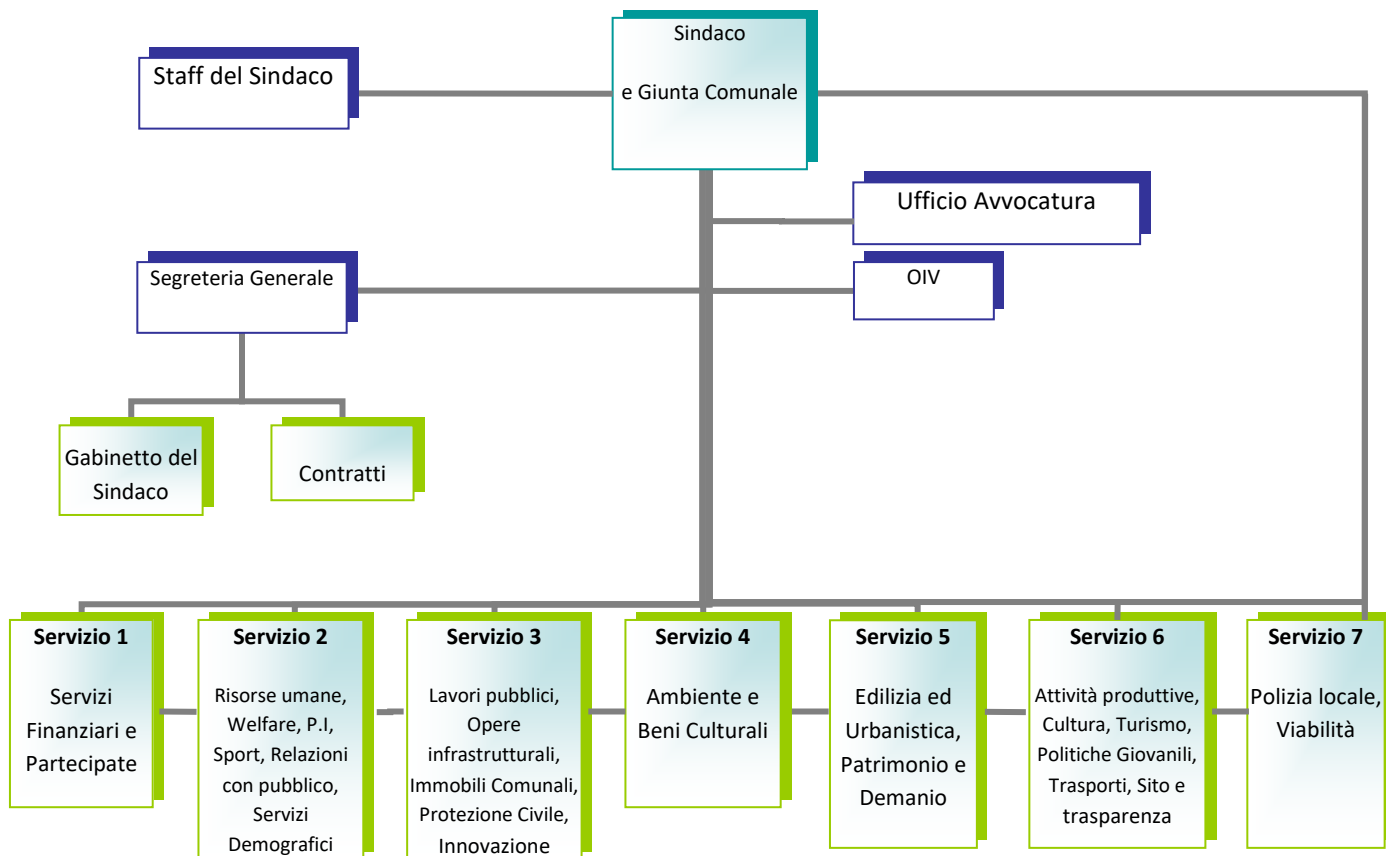 Sindaco
e Giunta Comunale
Staff del Sindaco
Ufficio Avvocatura
Segreteria Generale
OIV
Gabinetto del
Sindaco
Contratti
Servizio 1
Servizi
Finanziari e
Partecipate
Servizio 2
Risorse umane,
Welfare, P.I,
Sport, Relazioni
con pubblico,
Servizi
Demografici
Servizio 3
Lavori pubblici,
Opere
infrastrutturali,
Immobili Comunali,
Protezione Civile,
Innovazione
Servizio 4
Ambiente e
Beni Culturali
Servizio 5
Edilizia ed
Urbanistica,
Patrimonio e
Demanio
Servizio 6
Attività produttive,
Cultura, Turismo,
Politiche Giovanili,
Trasporti, Sito e
trasparenza
Servizio 7
Polizia locale,
Viabilità